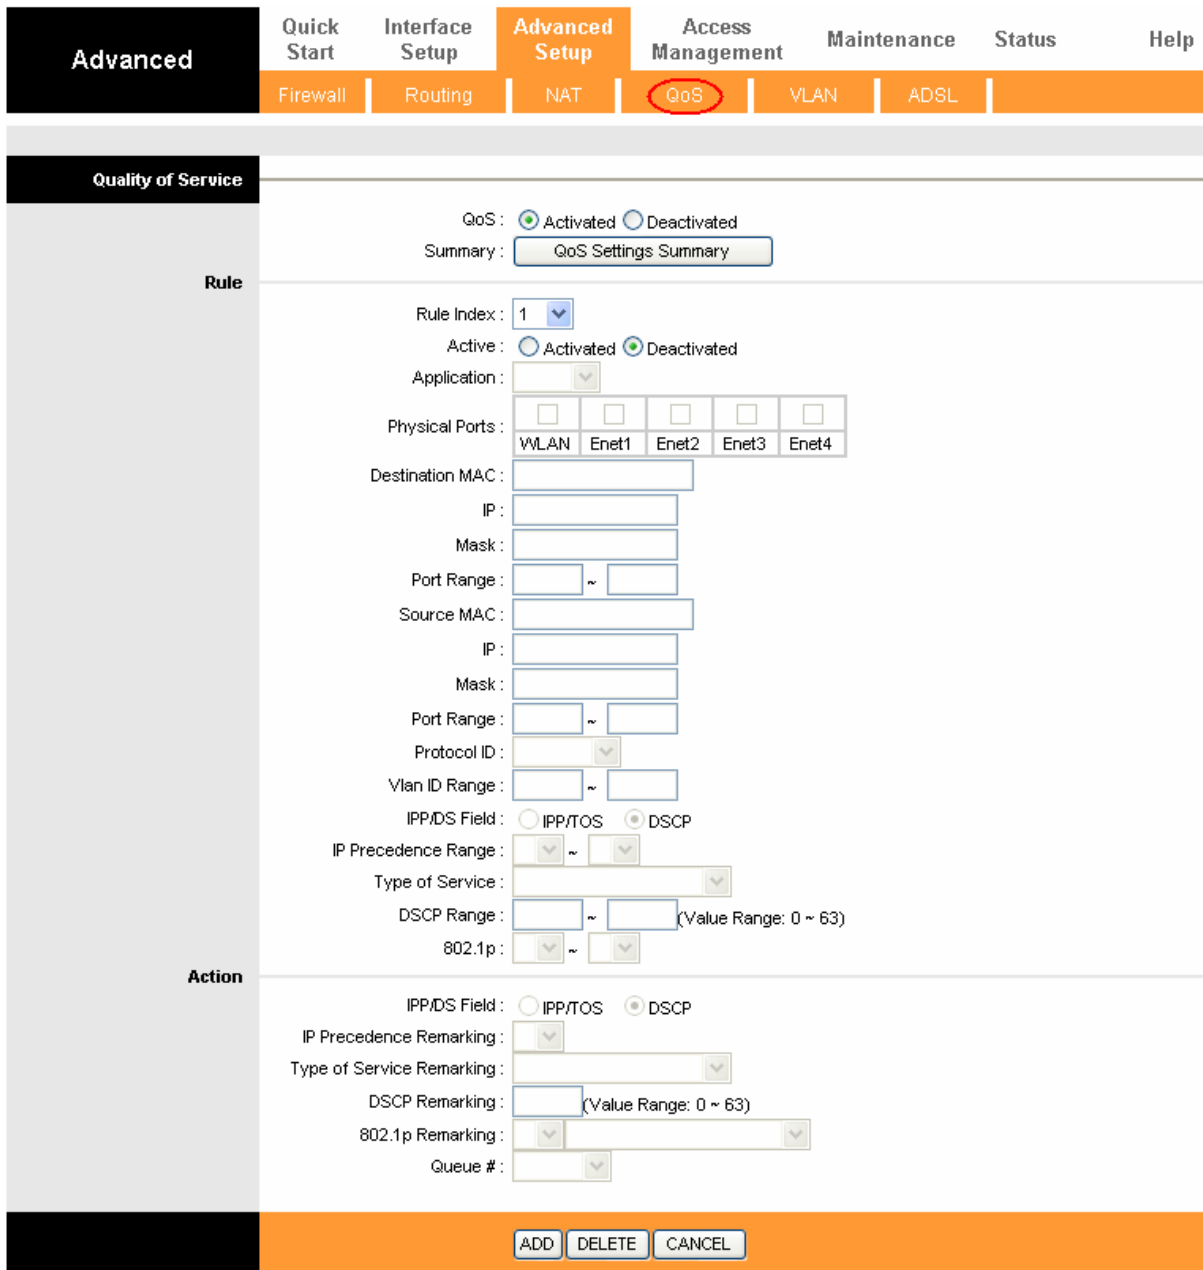 Advanced
Quick Start
Interface Setup
Advanced Setup
Access Management
Maintenance
Status
Help
Firewall
Routing
NAT
QoS
VLAN
ADSL
Quality of Service
QoS : Activated Deactivated
Summary : QoS Settings Summary
Rule
Rule Index : 1
Active : Activated Deactivated
Application :
Physical Ports :
WLAN Enet1 Enet2 Enet3 Enet4
Destination MAC :
IP :
Mask :
Port Range : ~
Source MAC :
IP :
Mask :
Port Range : ~
Protocol ID :
Vlan ID Range : ~
IPP/DS Field : IPP/TOS DSCP
IP Precedence Range : ~
Type of Service :
DSCP Range : ~ (Value Range: 0 ~ 63)
802.1p : ~
Action
IPP/DS Field : IPP/TOS DSCP
IP Precedence Remarking :
Type of Service Remarking :
DSCP Remarking : (Value Range: 0 ~ 63)
802.1p Remarking :
Queue # :
ADD DELETE CANCEL